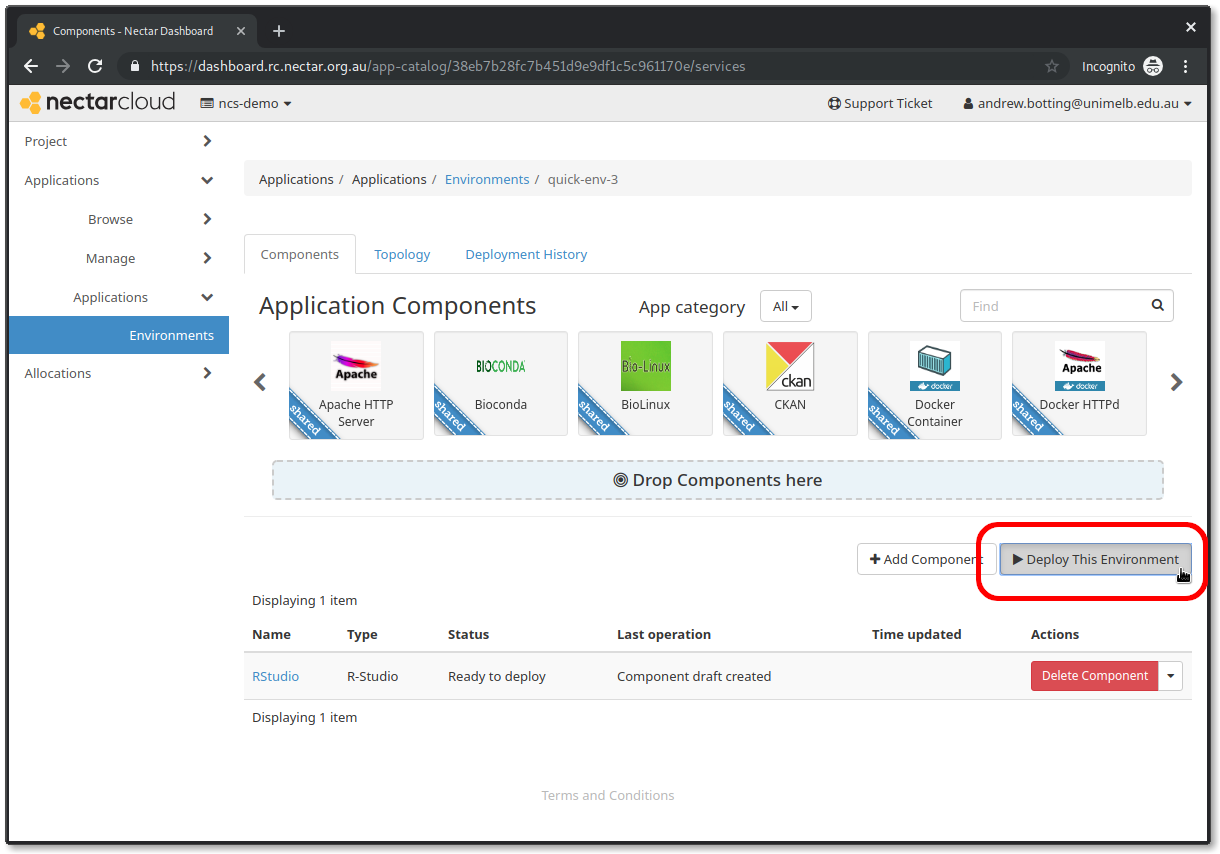 Components - Nectar Dashboard
https://dashboard.rc.nectar.org.au/app-catalog/38eb7b28fc7b451d9e9df1c5c961170e/services
Incognito
nectarcloud
ncs-demo
Support Ticket
andrew.botting@unimelb.edu.au
Project
Applications
Browse
Manage
Applications
Environments
Allocations
Applications / Applications / Environments / quick-env-3
Components
Topology
Deployment History
Application Components
App category
All
Find
Apache
shared
Apache HTTP
Server
BIOCONDA
shared
Bioconda
Bio-Linux
shared
BioLinux
ckan
shared
CKAN
docker
shared
Docker
Container
Apache
docker
shared
Docker HTTPd
Drop Components here
Add Component
Deploy This Environment
Displaying 1 item
Name Type Status Last operation Time updated Actions
RStudio R-Studio Ready to deploy Component draft created Delete Component
Displaying 1 item
Terms and Conditions